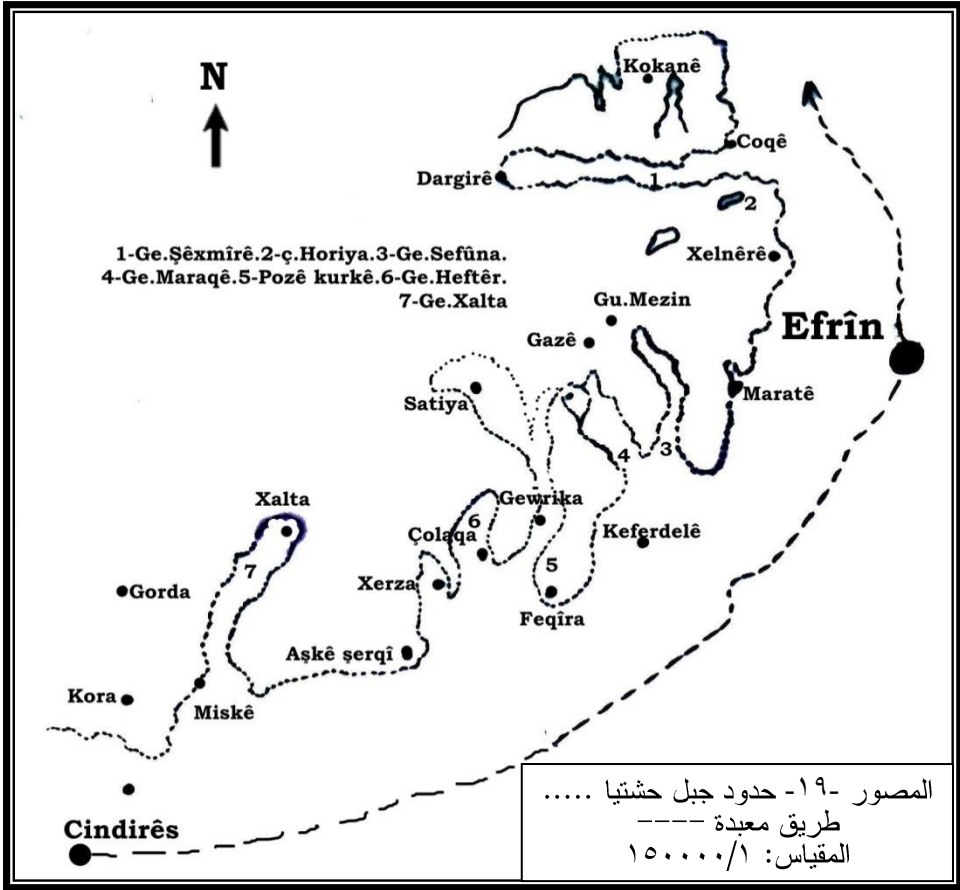 N
Kokanê
Coqê
Dargirê
1
2
1-Ge.Şêxmîrê.2-ç.Horiya.3-Ge.Sefûna.
4-Ge.Maraqê.5-Pozê kurkê.6-Ge.Heftêr.
7-Ge.Xalta
Xelnêrê
Gu.Mezin
Efrîn
Gazê
Satiya
Maratê
3
4
Xalta
Gewrika
6
Çolaqa
Keferdelê
7
5
Gorda
Xerza
Feqîra
Aşkê şerqî
Kora
Miskê
Cindirês
المصور -١٩- حدود جبل حشتيا .....
طريق معبدة ----
المقياس: ١/١٥٠٠٠٠